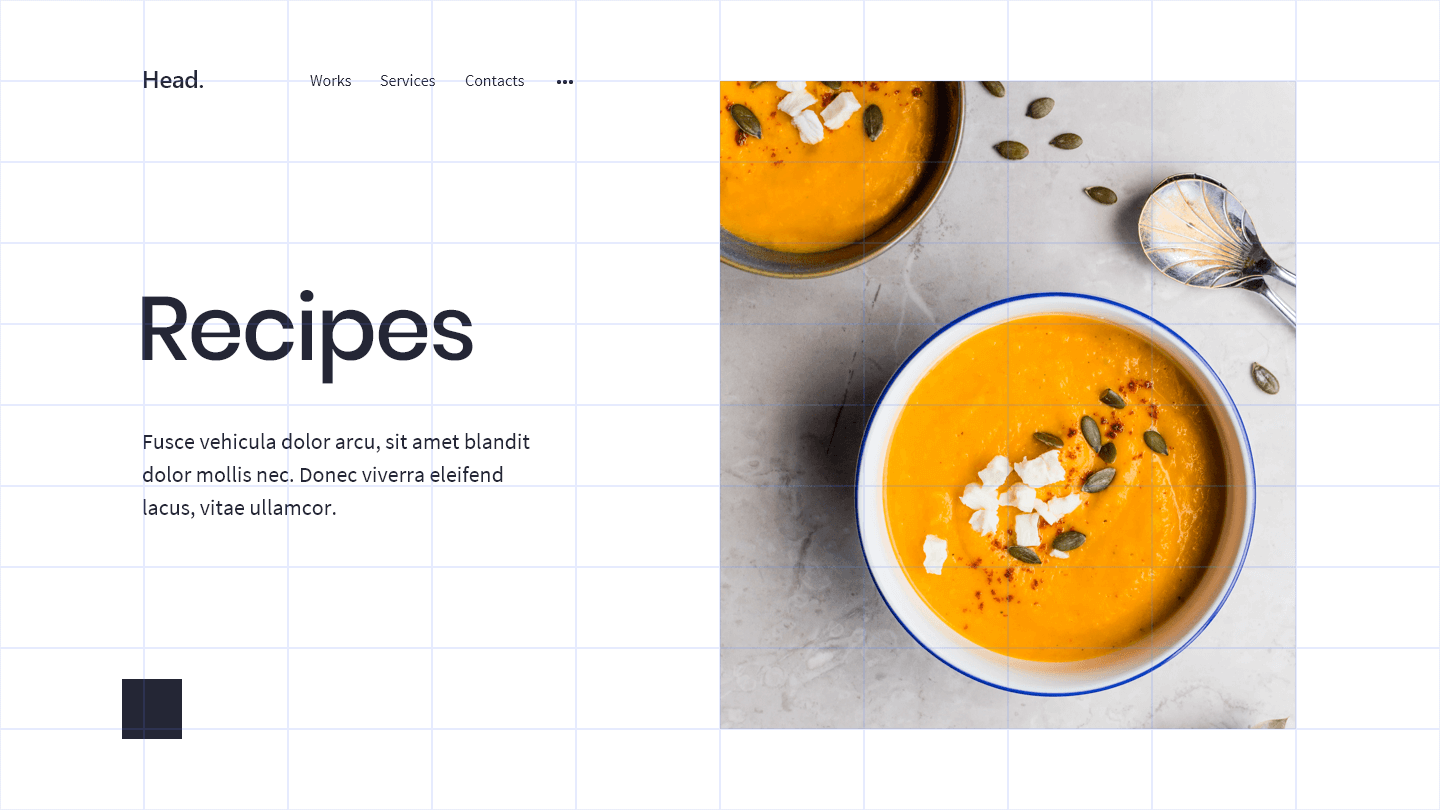 Head.
Works Services Contacts •••
Recipes
Fusce vehicula dolor arcu, sit amet blandit
dolor mollis nec. Donec viverra eleifend
lacus, vitae ullamcor.